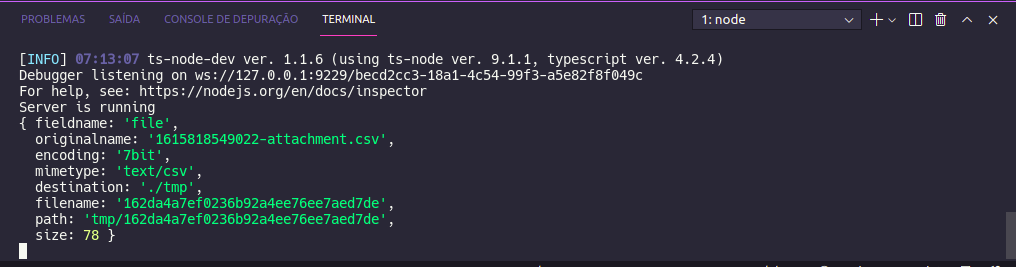 PROBLEMAS SAÍDA CONSOLE DE DEPURAÇÃO TERMINAL 1: node
[INFO] 07:13:07 ts-node-dev ver. 1.1.6 (using ts-node ver. 9.1.1, typescript ver. 4.2.4)
Debugger listening on ws://127.0.0.1:9229/becd2cc3-18a1-4c54-99f3-a5e82f8f049c
For help, see: https://nodejs.org/en/docs/inspector
Server is running
{ fieldname: 'file',
originalname: '1615818549022-attachment.csv',
encoding: '7bit',
mimetype: 'text/csv',
destination: './tmp',
filename: '162da4a7ef0236b92a4ee76ee7aed7de',
path: 'tmp/162da4a7ef0236b92a4ee76ee7aed7de',
size: 78 }